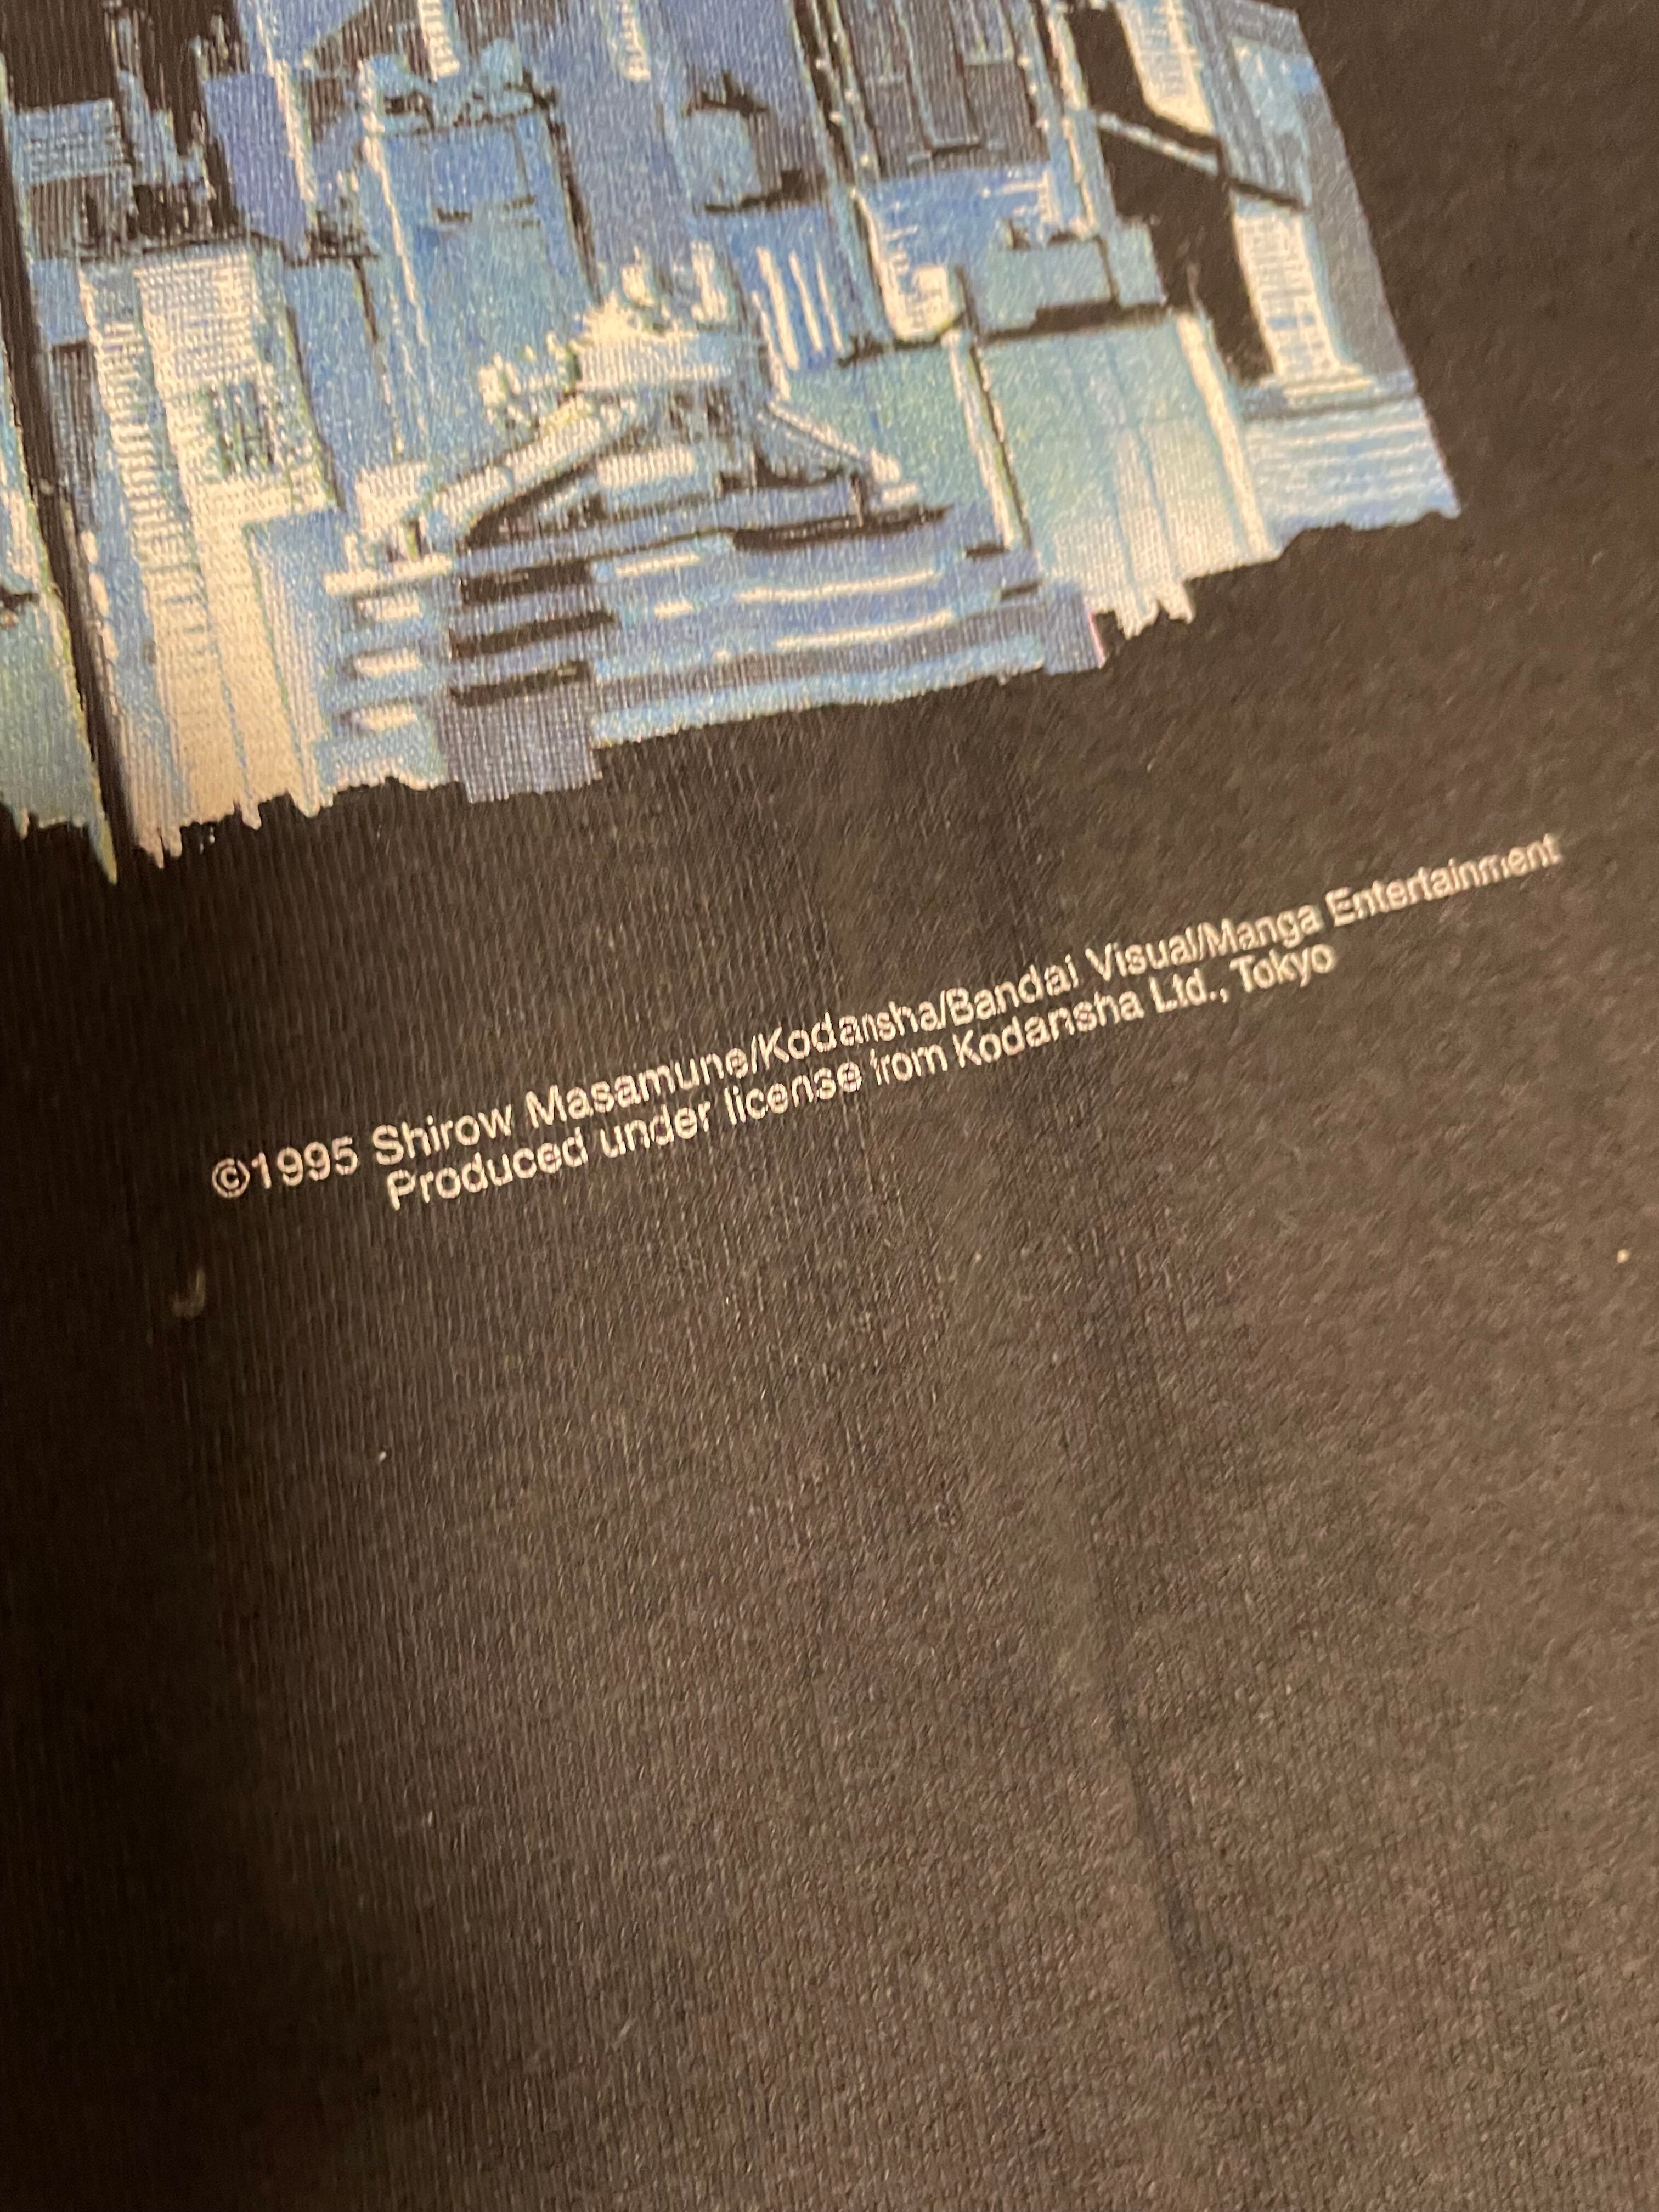 ©1995 Shirow Masamune/Kodansha/Bandai Visual/Manga Entertainment
Produced under license from Kodansha Ltd., Tokyo